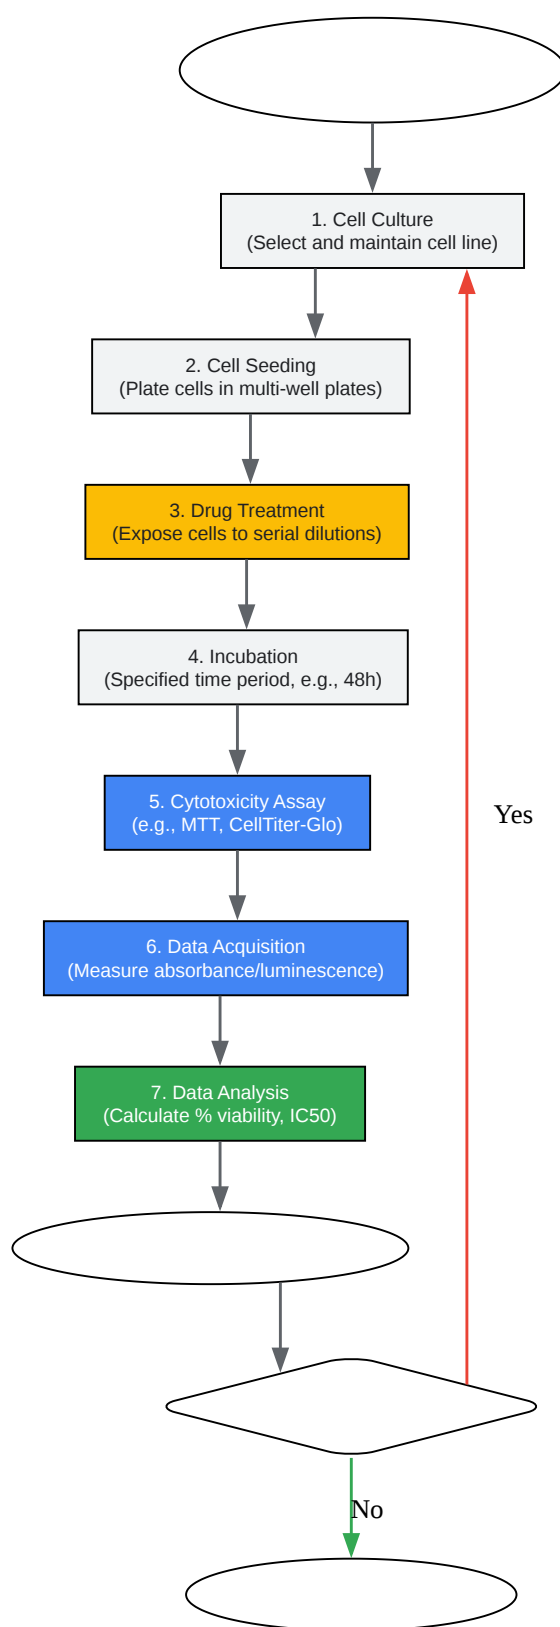 1. Cell Culture
(Select and maintain cell line)
2. Cell Seeding
(Plate cells in multi-well plates)
3. Drug Treatment
(Expose cells to serial dilutions)
4. Incubation
(Specified time period, e.g., 48h)
5. Cytotoxicity Assay
(e.g., MTT, CellTiter-Glo)
Yes
6. Data Acquisition
(Measure absorbance/luminescence)
7. Data Analysis
(Calculate % viability, IC50)
No